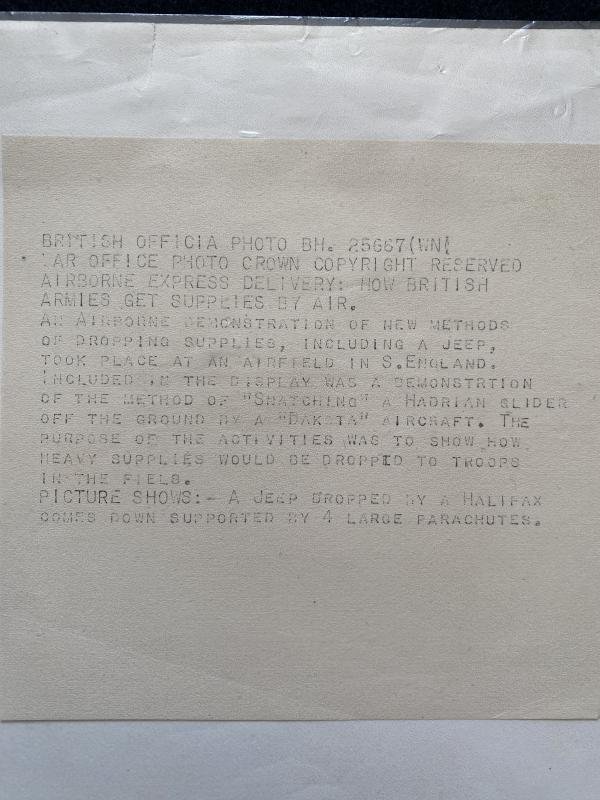 BRITISH OFFICIA PHOTO BH. 25667(WN(
AR OFFICE PHOTO CROWN COPYRIGHT RESERVED
AIRBORNE EXPRESS DELIVERY: HOW BRITISH
ARMIES GET SUPPLIES BY AIR.
AN AIRBORNE DEMONSTRATION OF NEW METHODS
OF DROPPING SUPPLIES, INCLUDING A JEEP,
TOOK PLACE AT AN AIRFIELD IN S.ENGLAND.
INCLUDED IN THE DISPLAY WAS A DEMONSTRTION
OF THE METHOD OF "SNATCHING" A HADRIAN GLIDER
OFF THE GROUND BY A "DAKOTA" AIRCRAFT. THE
PURPOSE OF THE ACTIVITIES WAS TO SHOW HOW
HEAVY SUPPLIES WOULD BE DROPPED TO TROOPS
IN THE FIELS.
PICTURE SHOWS:- A JEEP DROPPED BY A HALIFAX
COMES DOWN SUPPORTED BY 4 LARGE PARACHUTES.